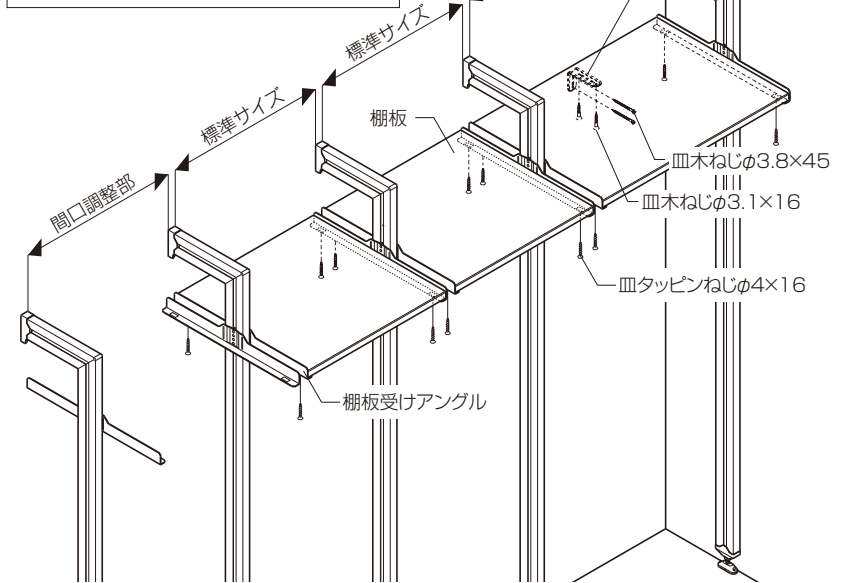 標準サイズ
標準サイズ
間口調整部
棚板
皿木ねじφ3.8×45
皿木ねじφ3.1×16
皿タッピンねじφ4×16
棚板受けアングル